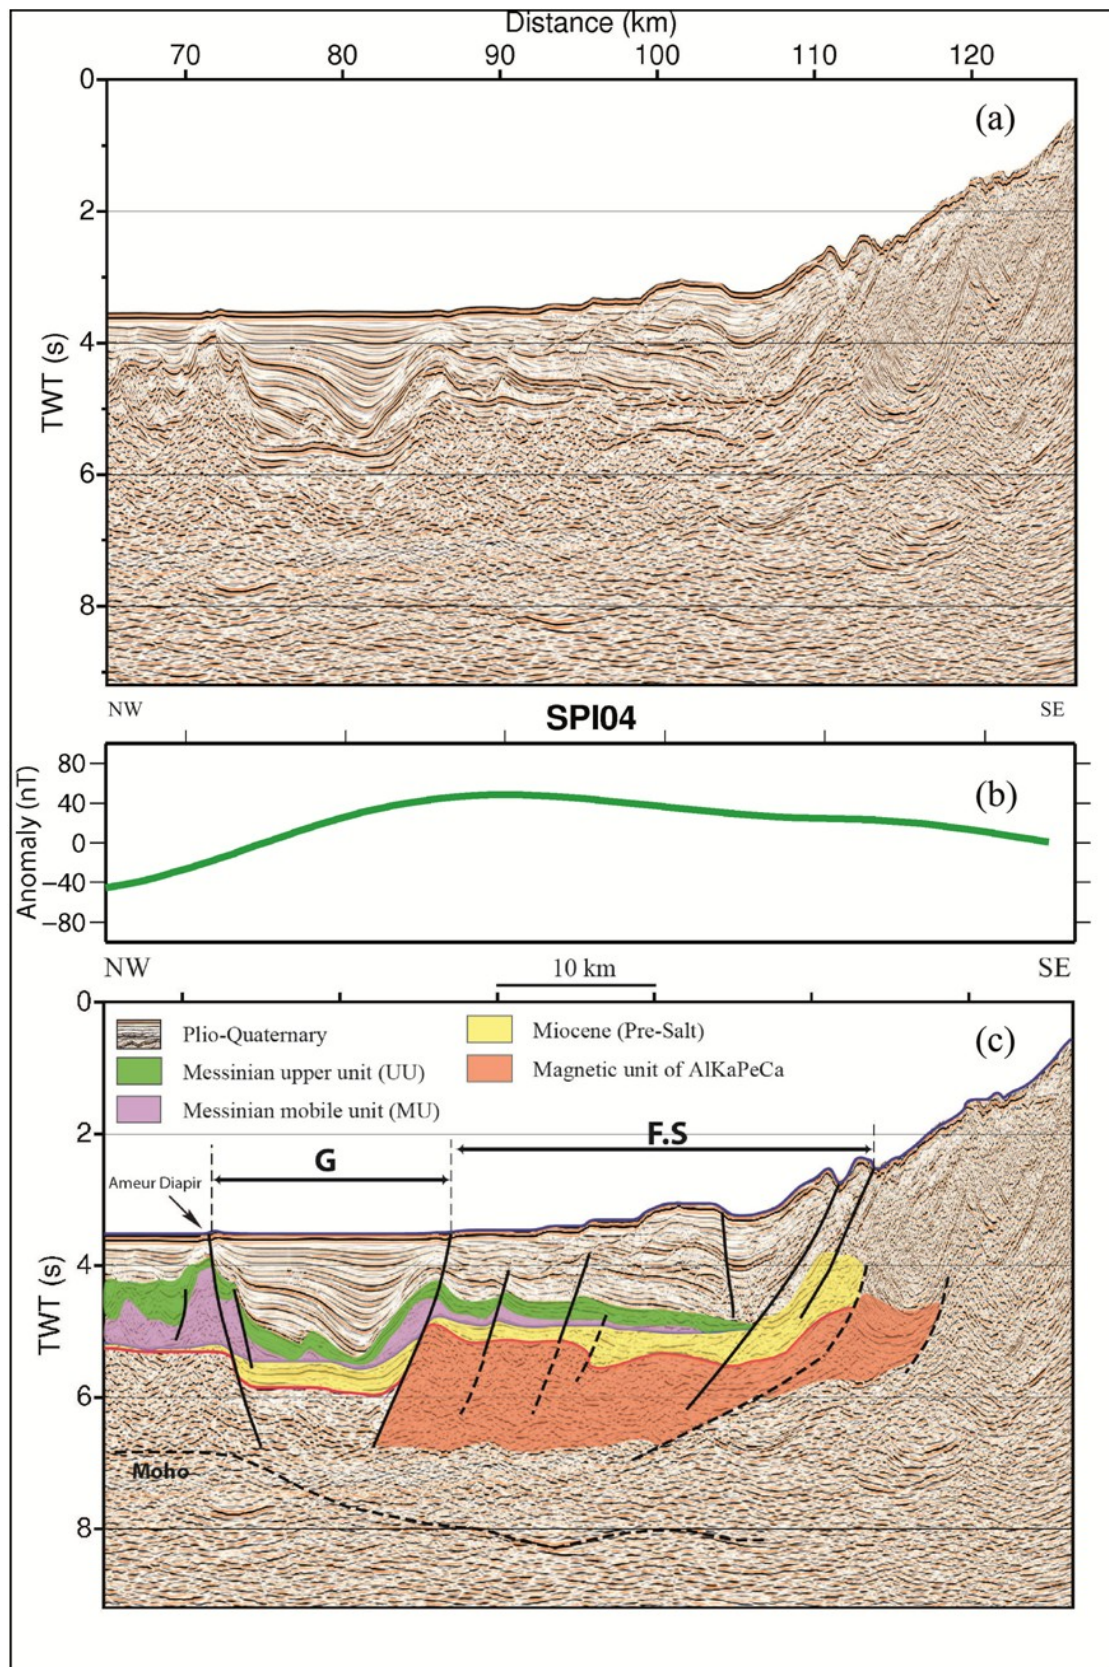 Distance (km)
70 80 90 100 110 120
(a)
0
2
4
6
8
TWT (s)
NW SPI04 SE
(b)
80
40
0
−40
−80
Anomaly (nT)
NW 10 km SE
(c)
0
2
4
6
8
TWT (s)
Plio-Quaternary
Messinian upper unit (UU)
Messinian mobile unit (MU)
Miocene (Pre-Salt)
Magnetic unit of AlKaPeCa
F.S
G
Ameur Diapir
Moho